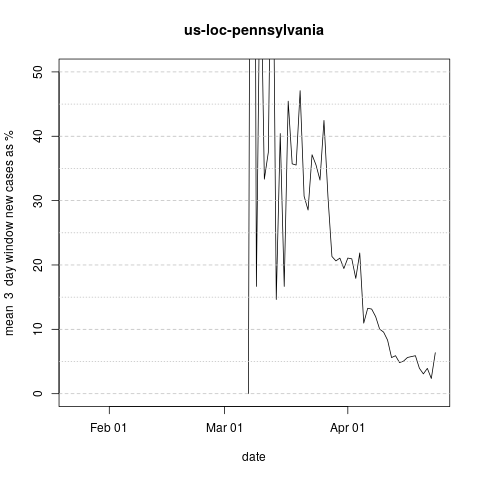 us-loc-pennsylvania
mean 3 day window new cases as %
50
40
30
20
10
0
Feb 01
Mar 01
Apr 01
date